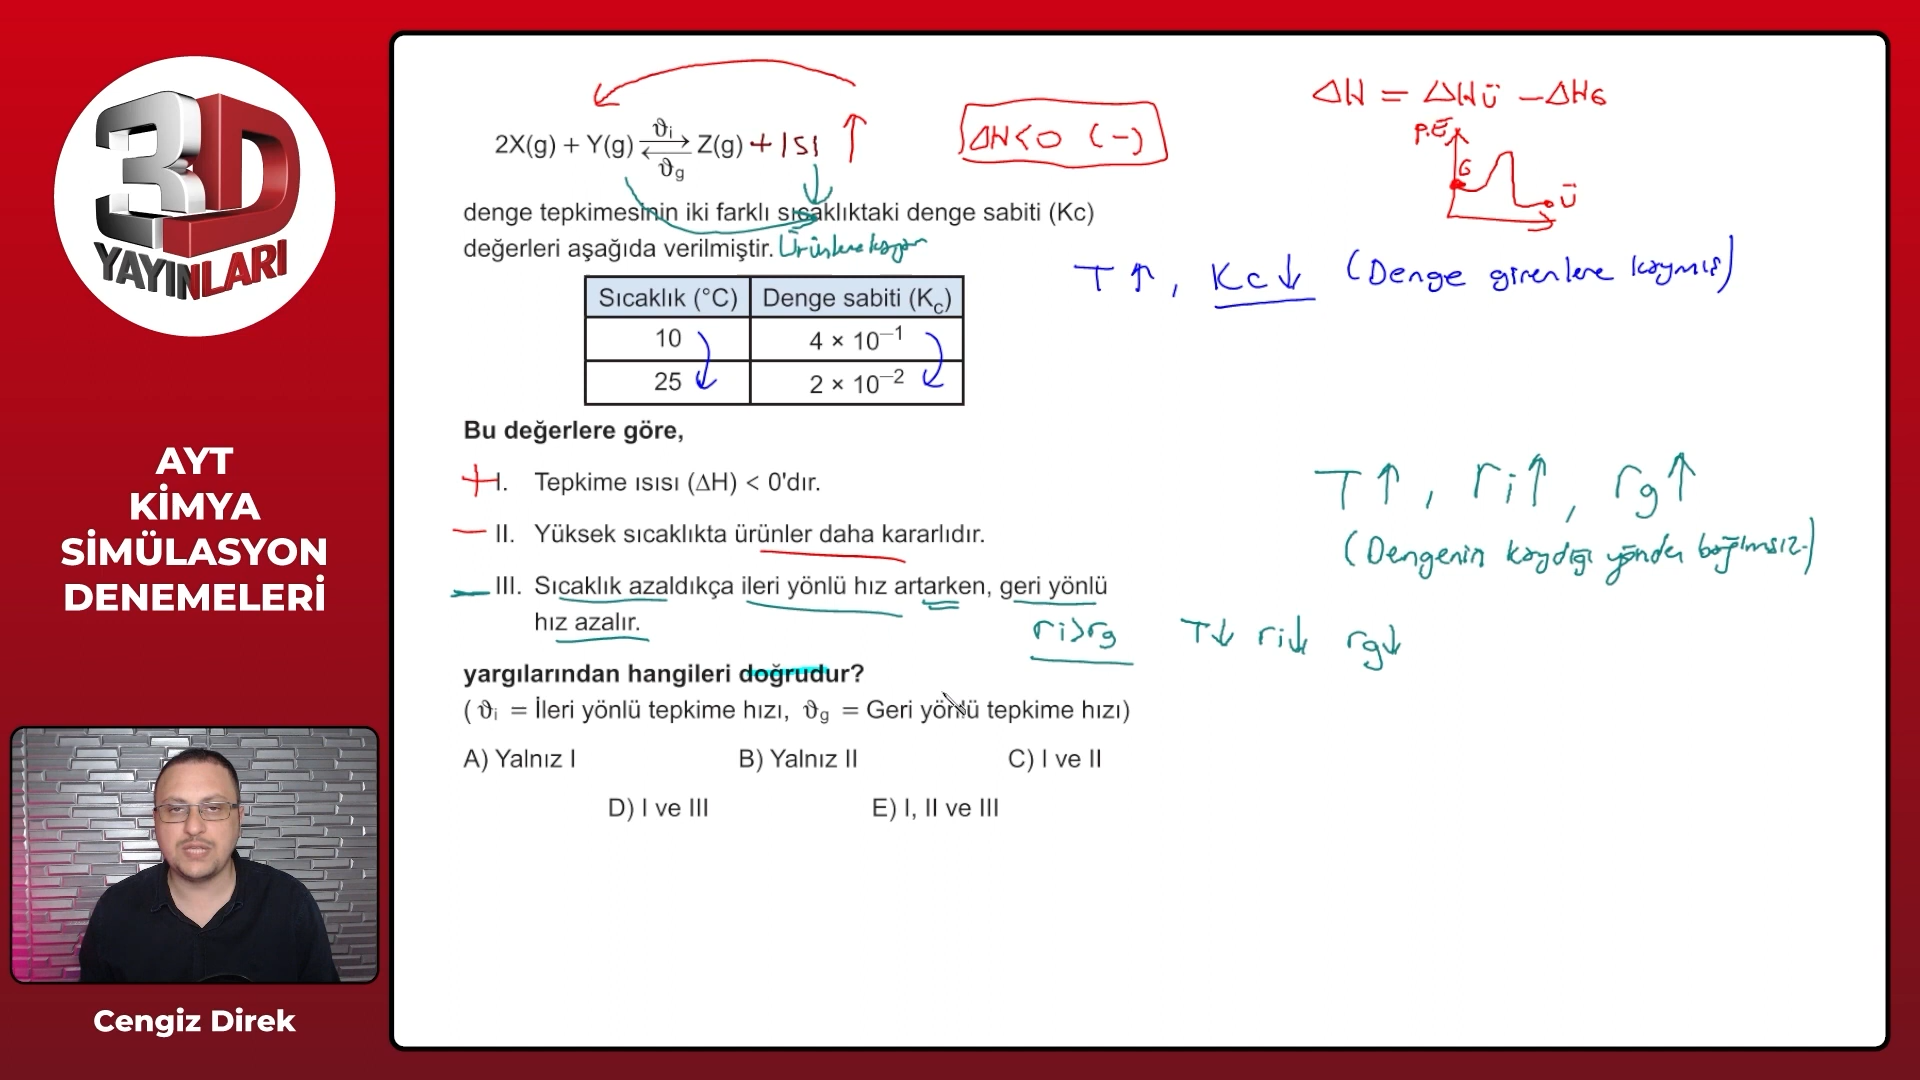 3D
YAYINLARI
AYT
KİMYA
SİMÜLASYON
DENEMELERİ
Cengiz Direk
2X(g) + Y(g) ⇌ Z(g) + ISI ↑
ϑi
ϑg
ΔH<0 (-)
ΔH = ΔHÜ - ΔHG
P.E
G
Ü
denge tepkimesinin iki farklı sıcaklıktaki denge sabiti (Kc)
değerleri aşağıda verilmiştir. Ürünlere kayar
T↑, Kc↓ (Denge girenlere kaymış)
Sıcaklık (°C) Denge sabiti (Kc)
10 4 × 10⁻¹
25 2 × 10⁻²
Bu değerlere göre,
+ I. Tepkime ısısı (ΔH) < 0'dır.
— II. Yüksek sıcaklıkta ürünler daha kararlıdır.
— III. Sıcaklık azaldıkça ileri yönlü hız artarken, geri yönlü
hız azalır.
T↑, ri↑, rg↑
(Dengenin kaydığı yönden bağımsız.)
ri>rg T↓ ri↓ rg↓
yargılarından hangileri doğrudur?
( ϑi = İleri yönlü tepkime hızı, ϑg = Geri yönlü tepkime hızı)
A) Yalnız I B) Yalnız II C) I ve II
D) I ve III E) I, II ve III